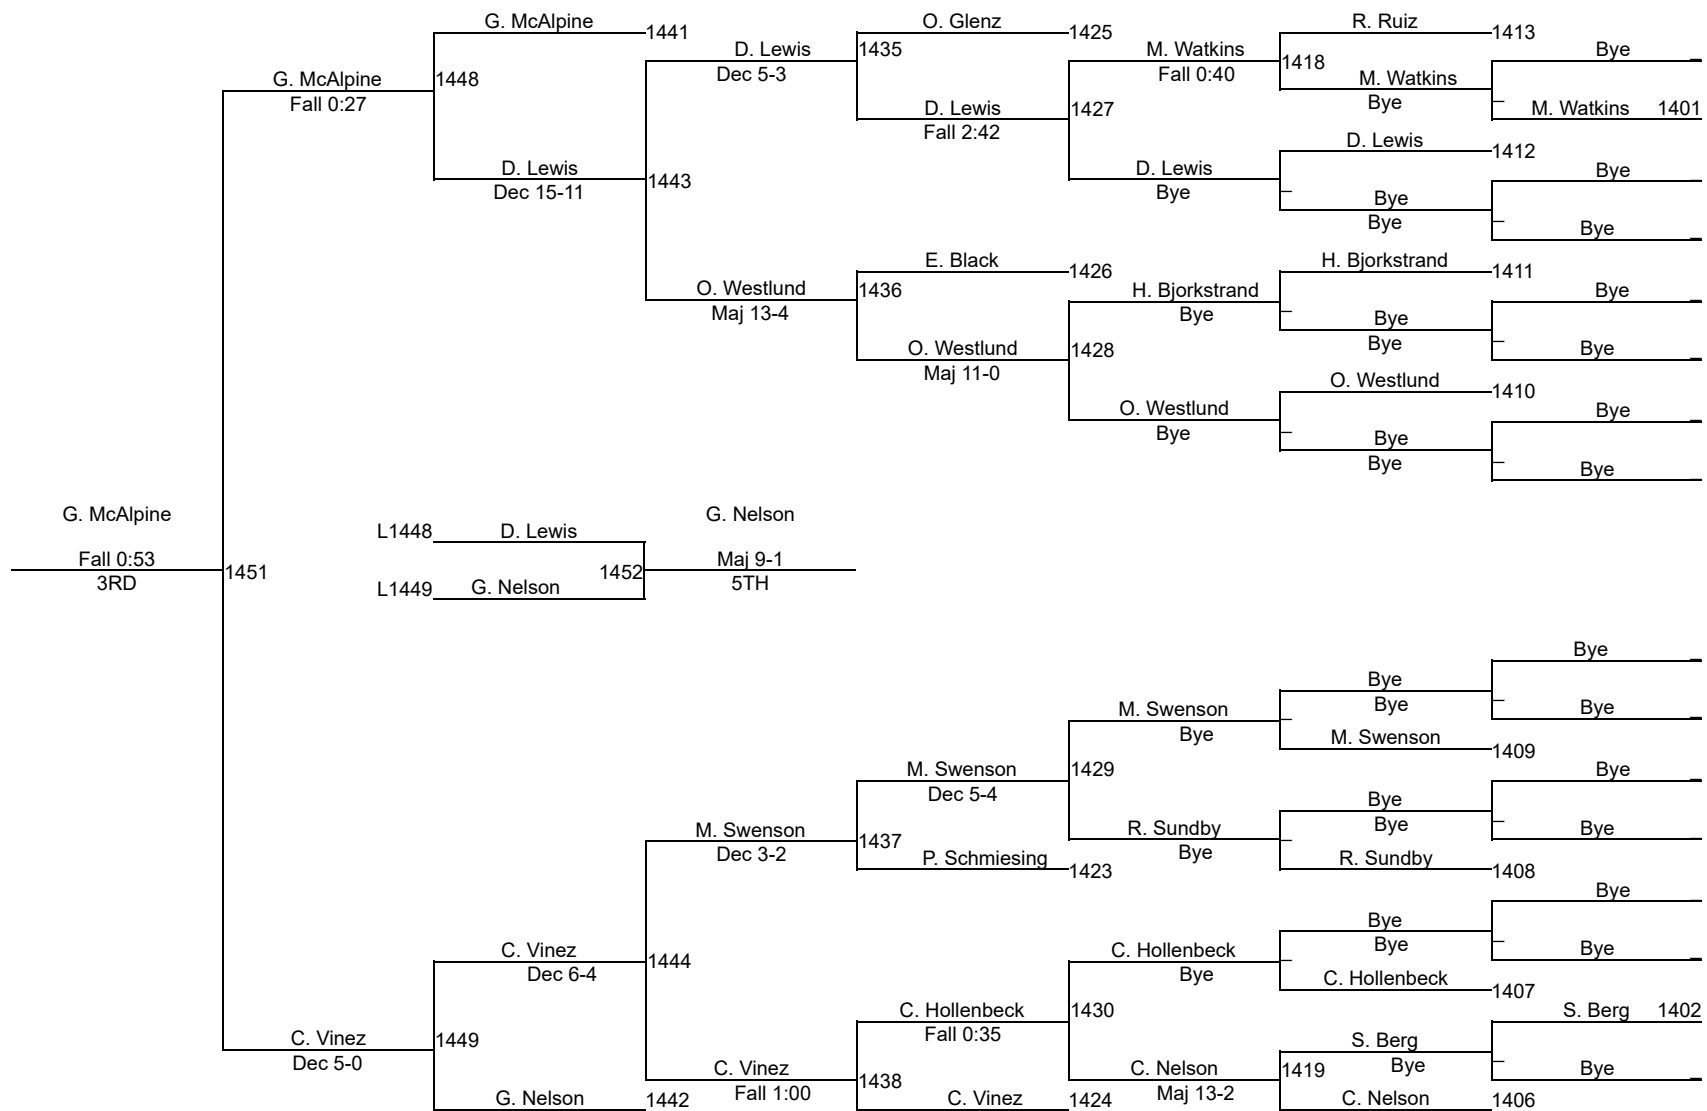 G. McAlpine
1441
O. Glenz
1425
R. Ruiz
1413
D. Lewis
1435
M. Watkins
Bye
Dec 5-3
Fall 0:40
1418
G. McAlpine
1448
M. Watkins
Fall 0:27
D. Lewis
1427
Bye
M. Watkins 1401
Fall 2:42
D. Lewis
1412
D. Lewis
D. Lewis
Bye
Dec 15-11
1443
Bye
Bye
Bye
Bye
E. Black
1426
H. Bjorkstrand
1411
O. Westlund
1436
H. Bjorkstrand
Bye
Maj 13-4
Bye
Bye
O. Westlund
1428
Bye
Bye
Maj 11-0
O. Westlund
1410
O. Westlund
Bye
Bye
Bye
Bye
Bye
G. McAlpine
G. Nelson
L1448
D. Lewis
Fall 0:53
Maj 9-1
1451
1452
3RD
L1449
G. Nelson
5TH
Bye
Bye
M. Swenson
Bye
Bye
Bye
M. Swenson
1409
M. Swenson
1429
Bye
Dec 5-4
Bye
M. Swenson
R. Sundby
Bye
Bye
Dec 3-2
1437
Bye
P. Schmiesing
1423
R. Sundby
1408
Bye
Bye
C. Vinez
C. Hollenbeck
Bye
Bye
Dec 6-4
1444
Bye
C. Hollenbeck
1407
C. Hollenbeck
1430
S. Berg 1402
Fall 0:35
C. Vinez
1449
S. Berg
Dec 5-0
C. Vinez
1438
C. Nelson
1419
Bye
Bye
Fall 1:00
Maj 13-2
G. Nelson
1442
C. Vinez
1424
C. Nelson
1406